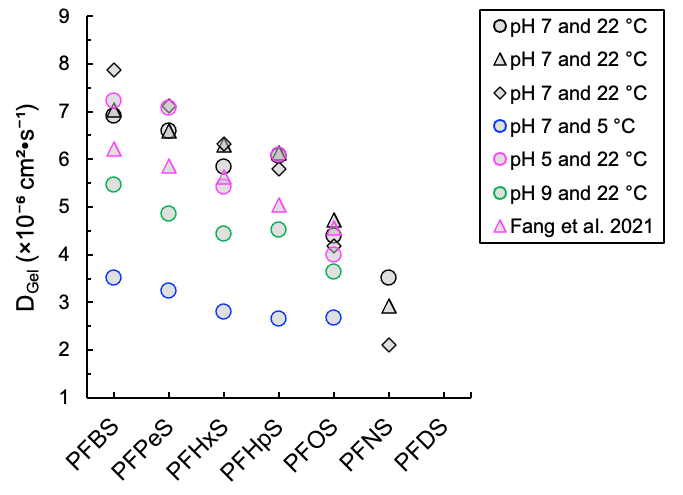 9
8
7
6
5
4
3
2
1
D_Gel (×10⁻⁶ cm²•s⁻¹)
PFBS
PFPeS
PFHxS
PFHpS
PFOS
PFNS
PFDS
pH 7 and 22 °C
pH 7 and 22 °C
pH 7 and 22 °C
pH 7 and 5 °C
pH 5 and 22 °C
pH 9 and 22 °C
Fang et al. 2021